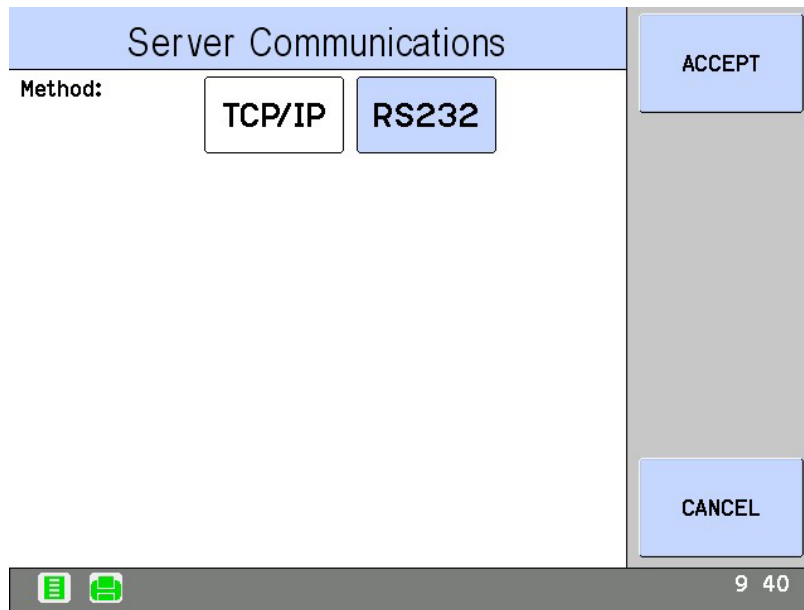 Server Communications
ACCEPT
Method:
TCP/IP RS232
CANCEL
9 40